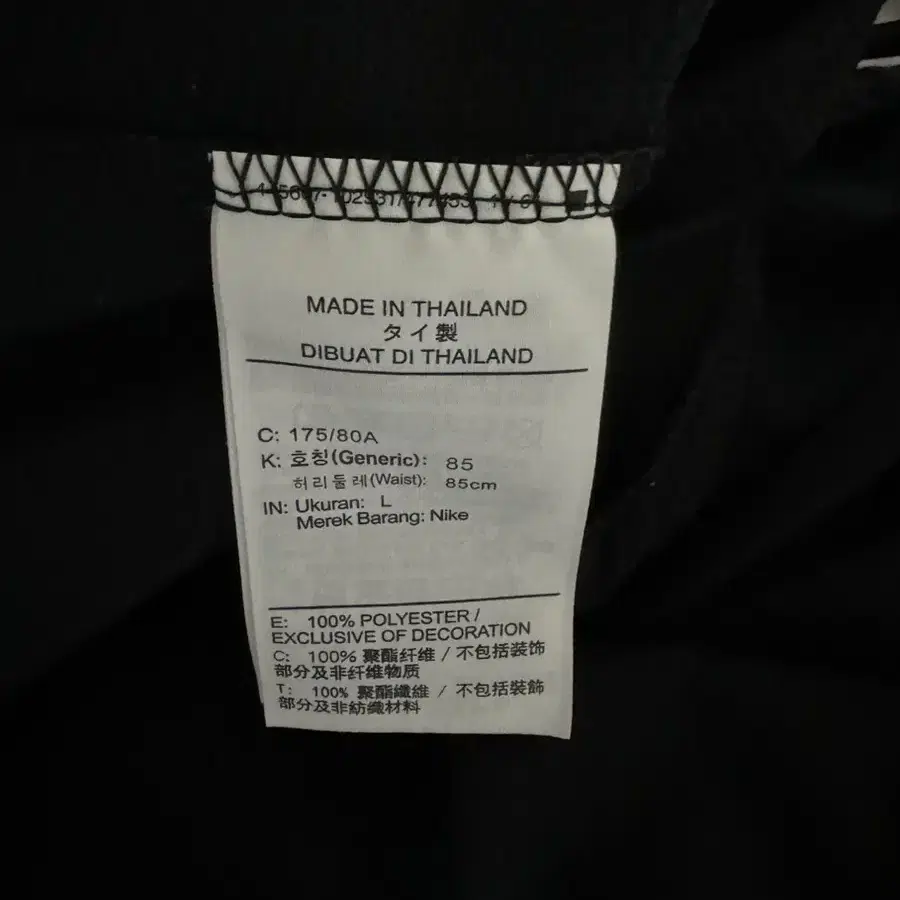 MADE IN THAILAND
タイ製
DIBUAT DI THAILAND
C: 175/80A
K: 호칭(Generic): 85
허리둘레(Waist): 85cm
IN: Ukuran: L
Merek Barang: Nike
E: 100% POLYESTER /
EXCLUSIVE OF DECORATION
C: 100% 聚酯纤维 / 不包括装饰
部分及非纤维物质
T: 100% 聚酯纖維 / 不包括裝飾
部分及非紡織材料